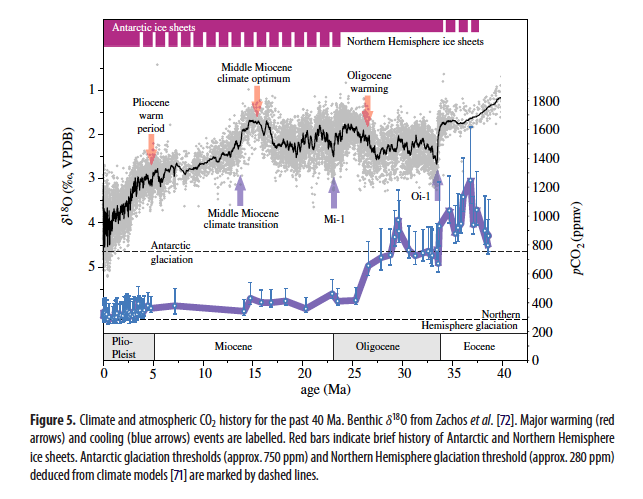 Antarctic ice sheets
Northern Hemisphere ice sheets
Middle Miocene
climate optimum
Oligocene
warming
Pliocene
warm
period
1
2
3
4
5
δ¹⁸O (‰, VPDB)
1800
1600
1400
1200
1000
800
600
400
200
0
pCO₂ (ppmv)
Middle Miocene
climate transition
Mi-1
Oi-1
Antarctic
glaciation
Northern
Hemisphere glaciation
Plio-
Pleist
Miocene
Oligocene
Eocene
0 5 10 15 20 25 30 35 40
age (Ma)
Figure 5. Climate and atmospheric CO₂ history for the past 40 Ma. Benthic δ¹⁸O from Zachos et al. [72]. Major warming (red
arrows) and cooling (blue arrows) events are labelled. Red bars indicate brief history of Antarctic and Northern Hemisphere
ice sheets. Antarctic glaciation thresholds (approx. 750 ppm) and Northern Hemisphere glaciation threshold (approx. 280 ppm)
deduced from climate models [71] are marked by dashed lines.